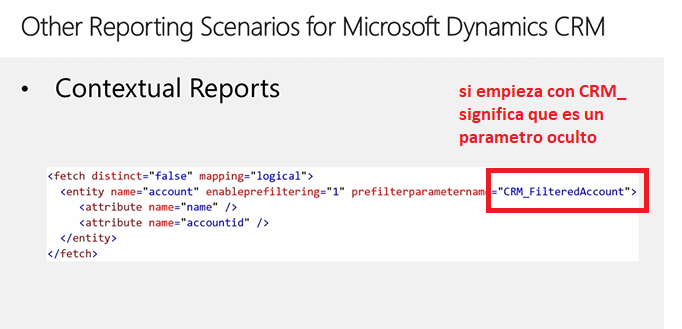 Other Reporting Scenarios for Microsoft Dynamics CRM
• Contextual Reports
si empieza con CRM_
significa que es un
parametro oculto
<fetch distinct="false" mapping="logical">
<entity name="account" enableprefiltering="1" prefilterparametername="CRM_FilteredAccount">
<attribute name="name" />
<attribute name="accountid" />
</entity>
</fetch>